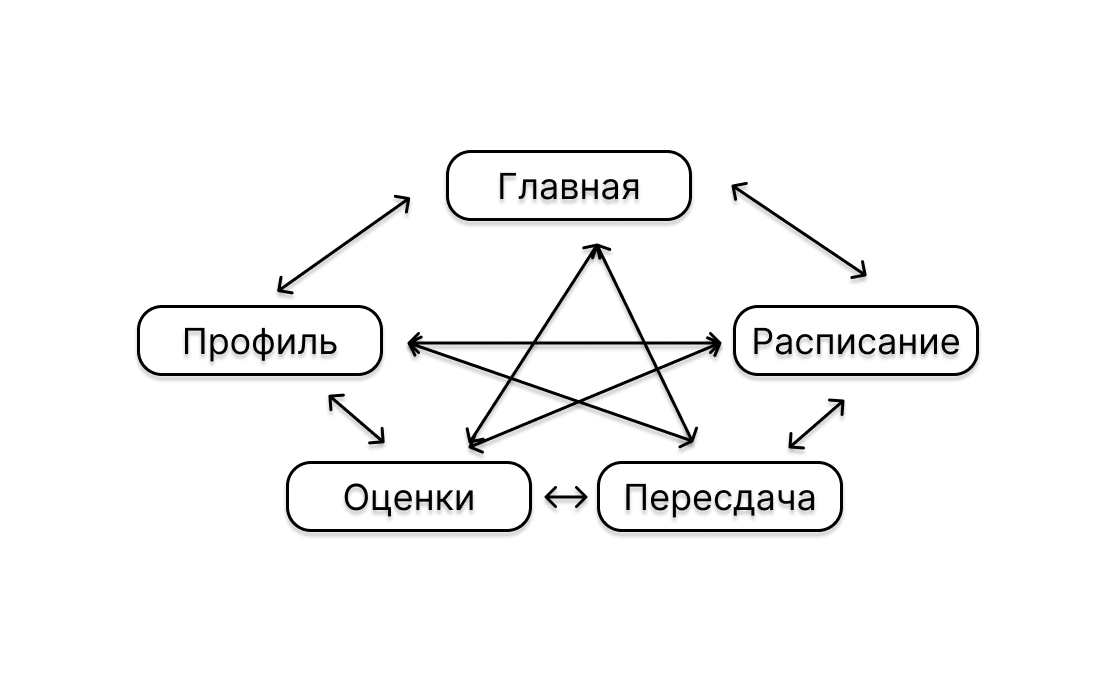 Главная
Профиль
Расписание
Оценки
Пересдача